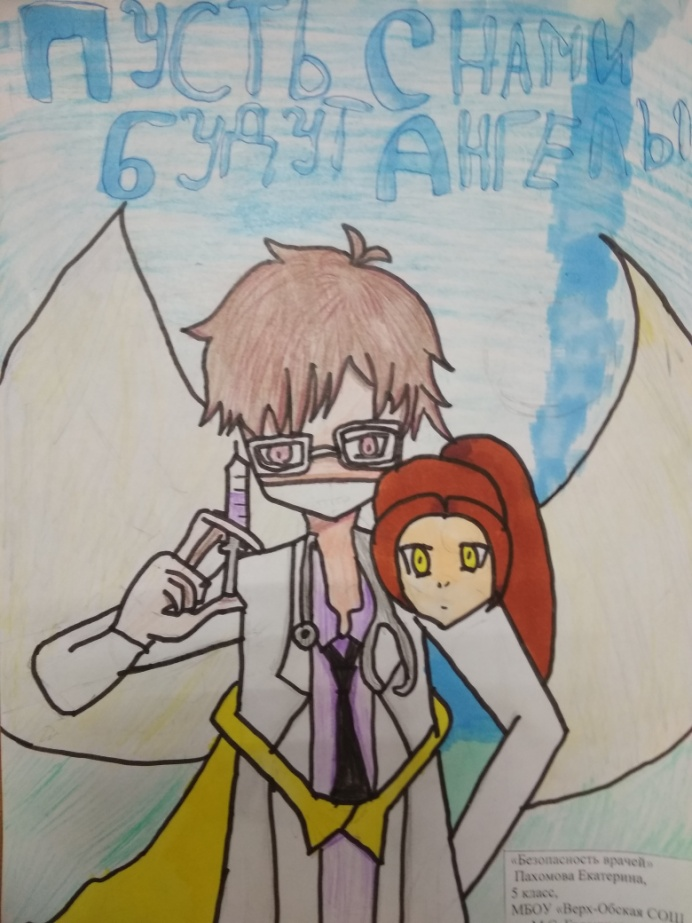 Пусть С нами
Будут Ангелы
«Безопасность врачей»
Пахомова Екатерина,
5 класс,
МБОУ «Верх-Обская СОШ